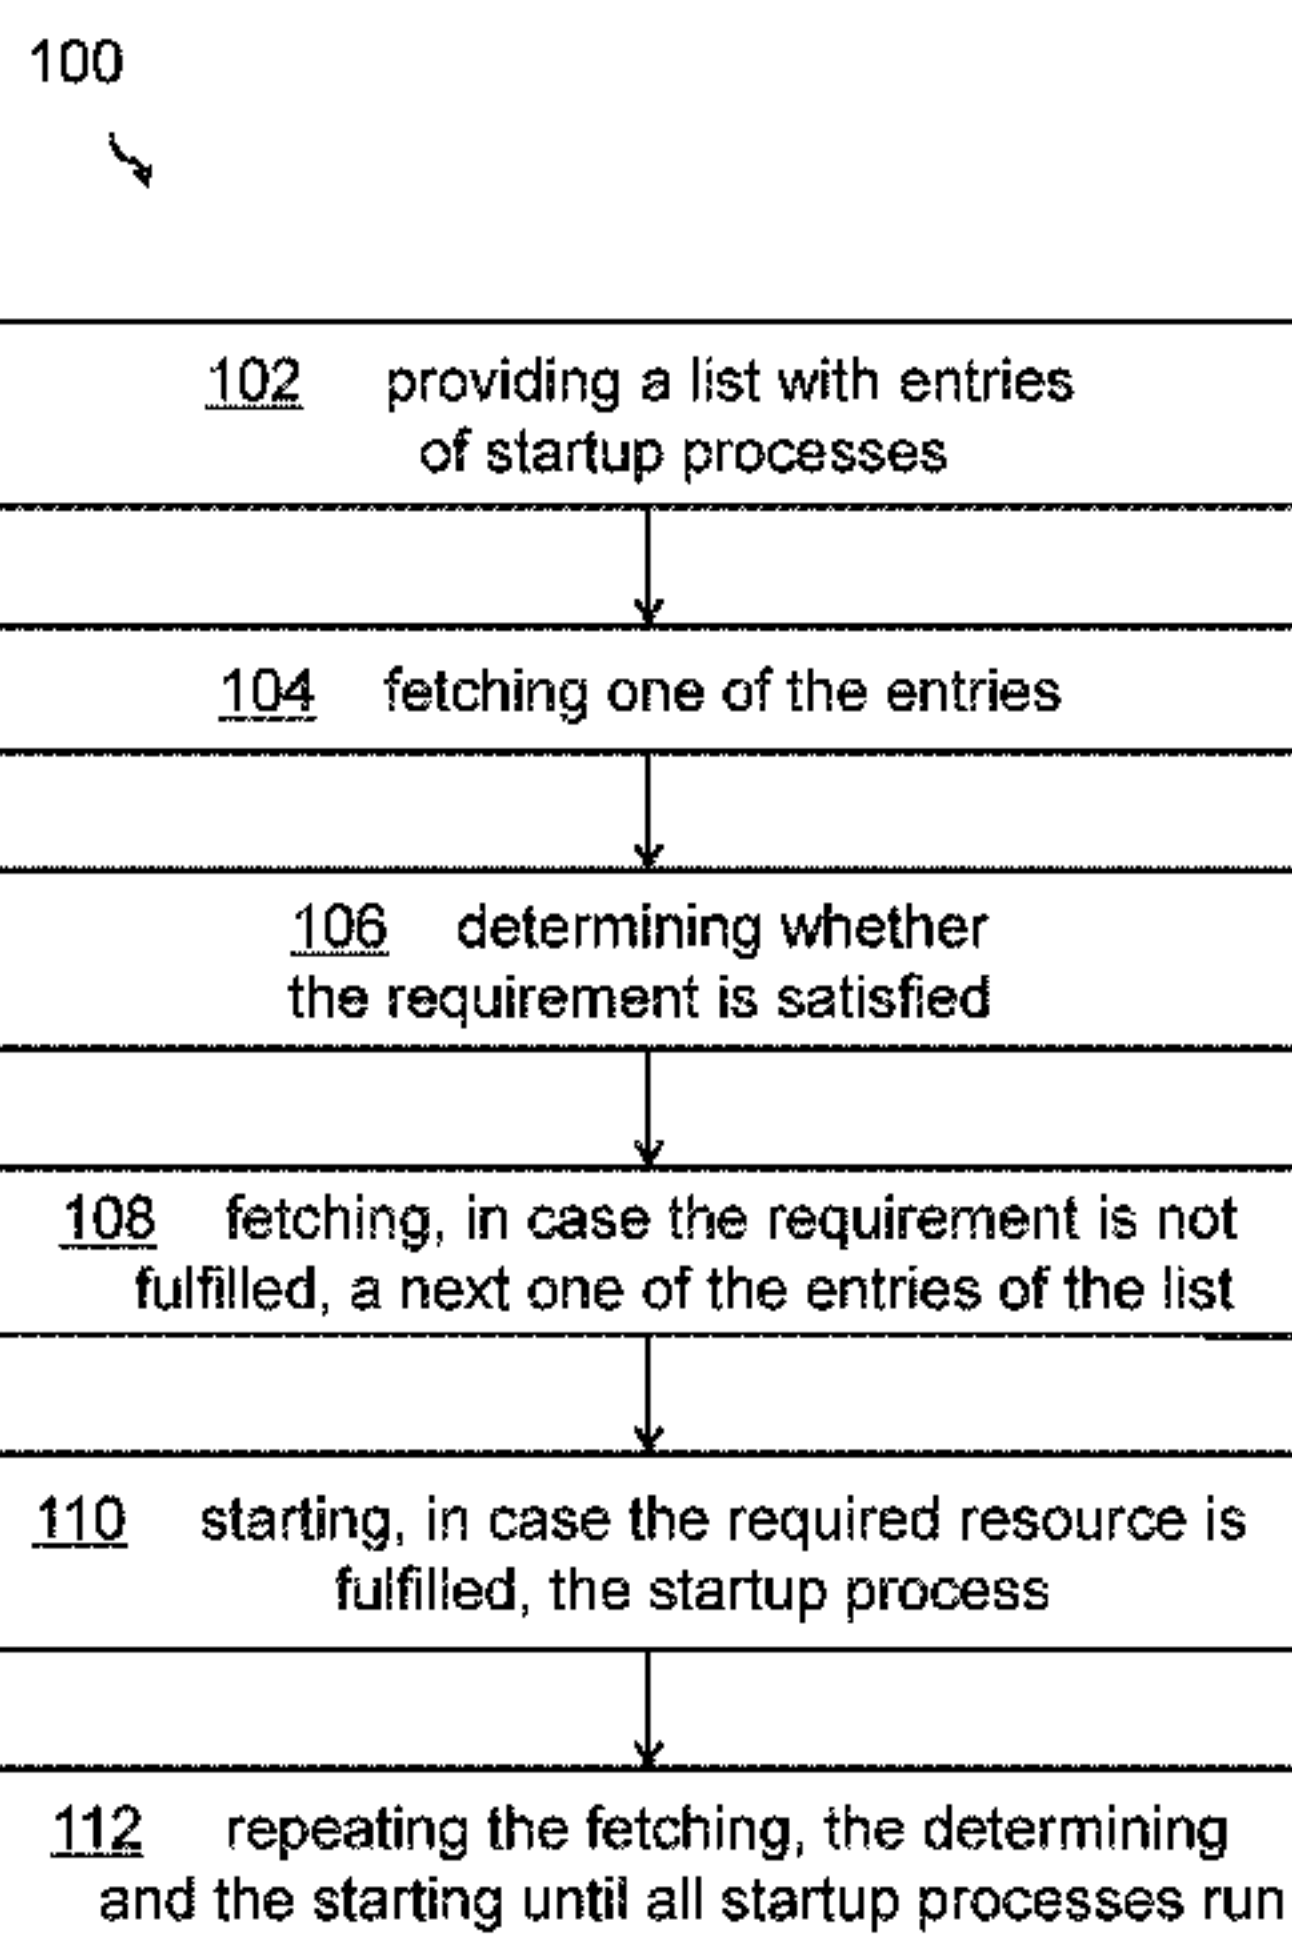 100
102 providing a list with entries
of startup processes
104 fetching one of the entries
106 determining whether
the requirement is satisfied
108 fetching, in case the requirement is not
fulfilled, a next one of the entries of the list
110 starting, in case the required resource is
fulfilled, the startup process
112 repeating the fetching, the determining
and the starting until all startup processes run